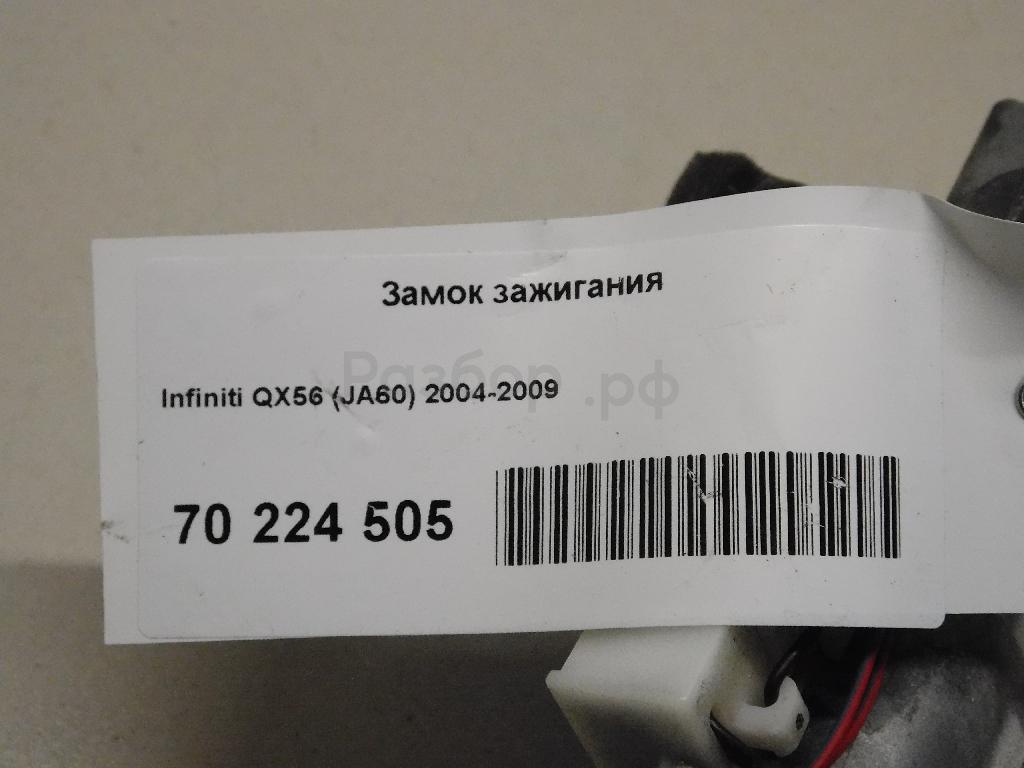 Замок зажигания
Разбор.рф
Infiniti QX56 (JA60) 2004-2009
70 224 505